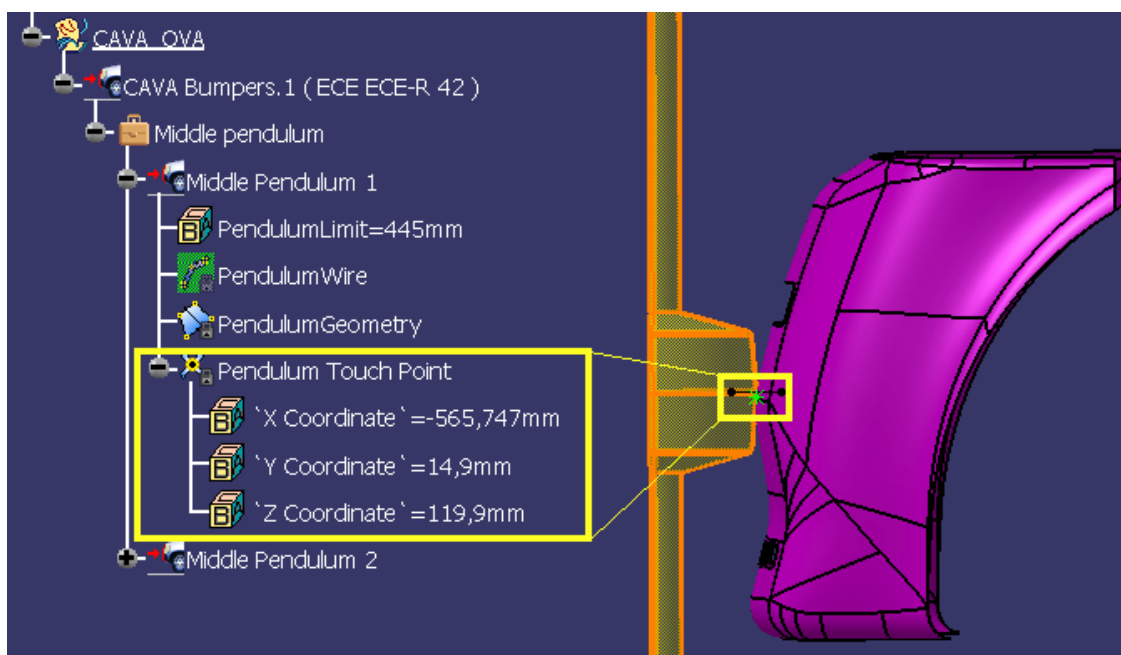 CAVA_OVA
CAVA Bumpers.1 ( ECE ECE-R 42 )
Middle pendulum
Middle Pendulum 1
PendulumLimit=445mm
PendulumWire
PendulumGeometry
Pendulum Touch Point
`X Coordinate`=-565,747mm
`Y Coordinate`=14,9mm
`Z Coordinate`=119,9mm
Middle Pendulum 2